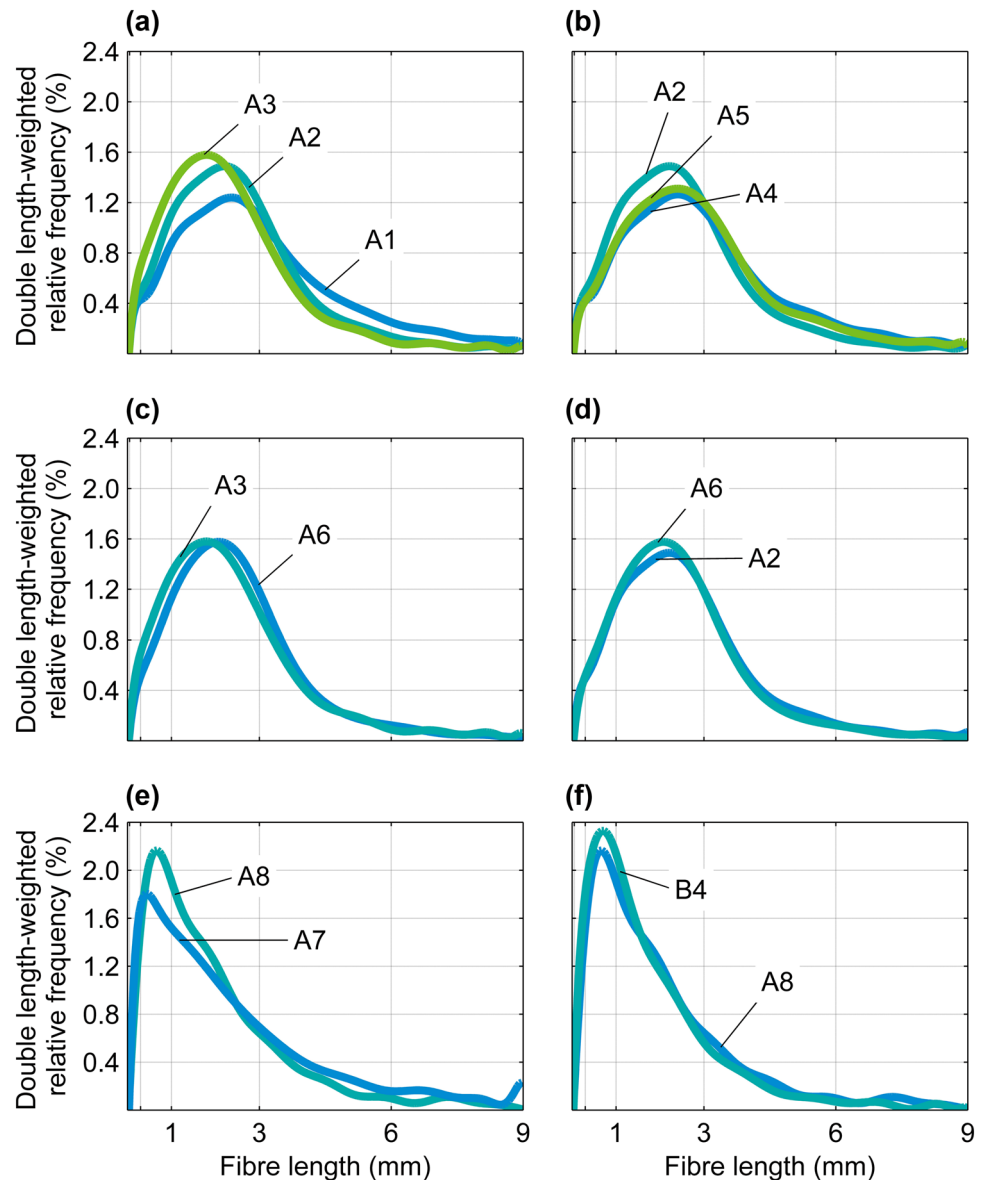 (a)
Double length-weighted
relative frequency (%)
2.4
2.0
1.6
1.2
0.8
0.4
A3
A2
A1
(b)
A2
A5
A4
(c)
Double length-weighted
relative frequency (%)
2.4
2.0
1.6
1.2
0.8
0.4
A3
A6
(d)
A6
A2
(e)
Double length-weighted
relative frequency (%)
2.4
2.0
1.6
1.2
0.8
0.4
A8
A7
1 3 6 9
Fibre length (mm)
(f)
B4
A8
1 3 6 9
Fibre length (mm)